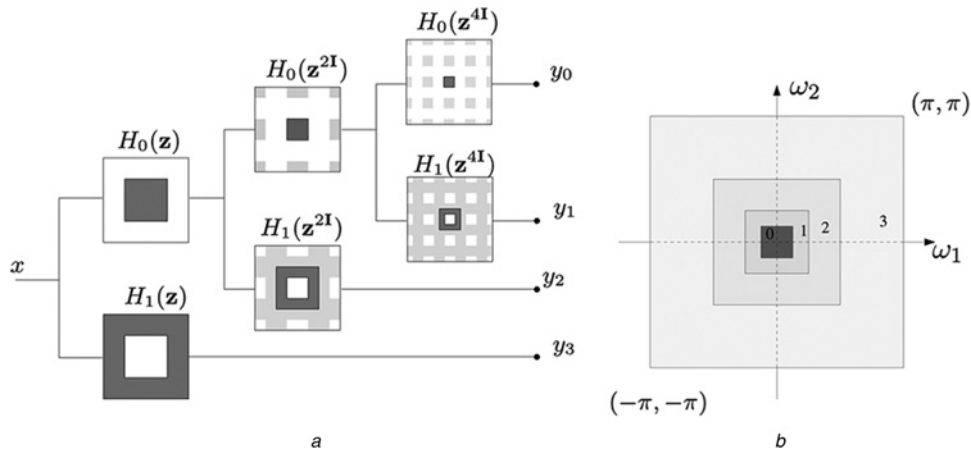 H₀(z⁴ᴵ)
H₀(z²ᴵ)
y₀
H₀(z)
H₁(z⁴ᴵ)
y₁
H₁(z²ᴵ)
x
y₂
H₁(z)
y₃
a
ω₂
(π, π)
0
1
2
3
ω₁
(−π, −π)
b